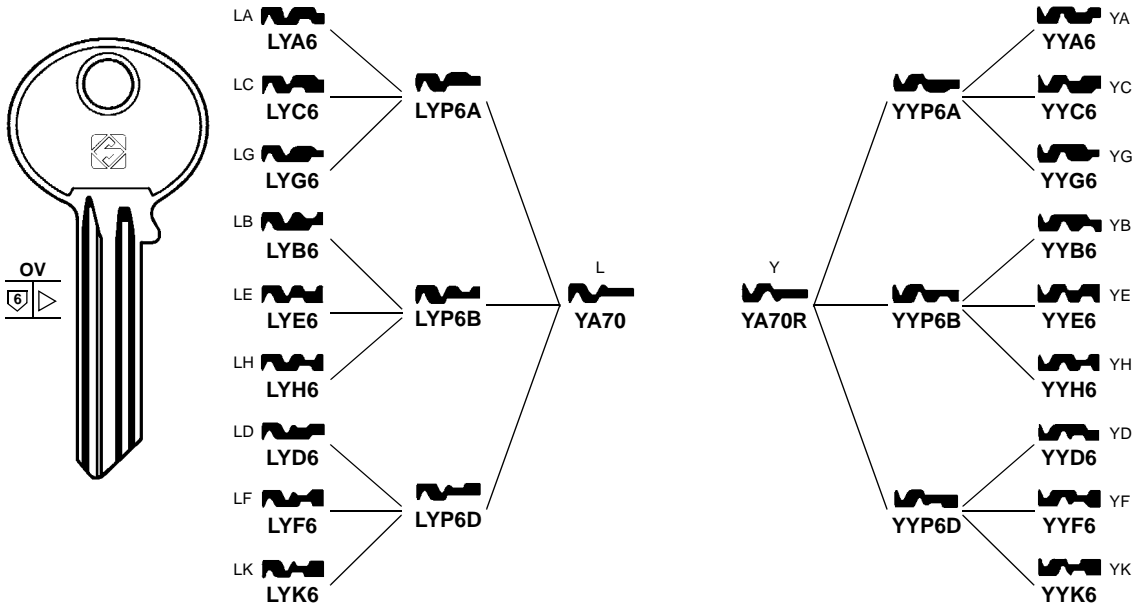 LA
LYA6
LC
LYC6
LG
LYG6
LB
LYB6
LE
LYE6
LH
LYH6
LD
LYD6
LF
LYF6
LK
LYK6
OV
6
LYP6A
LYP6B
LYP6D
L
YA70
Y
YA70R
YYP6A
YYP6B
YYP6D
YA
YYA6
YC
YYC6
YG
YYG6
YB
YYB6
YE
YYE6
YH
YYH6
YD
YYD6
YF
YYF6
YK
YYK6